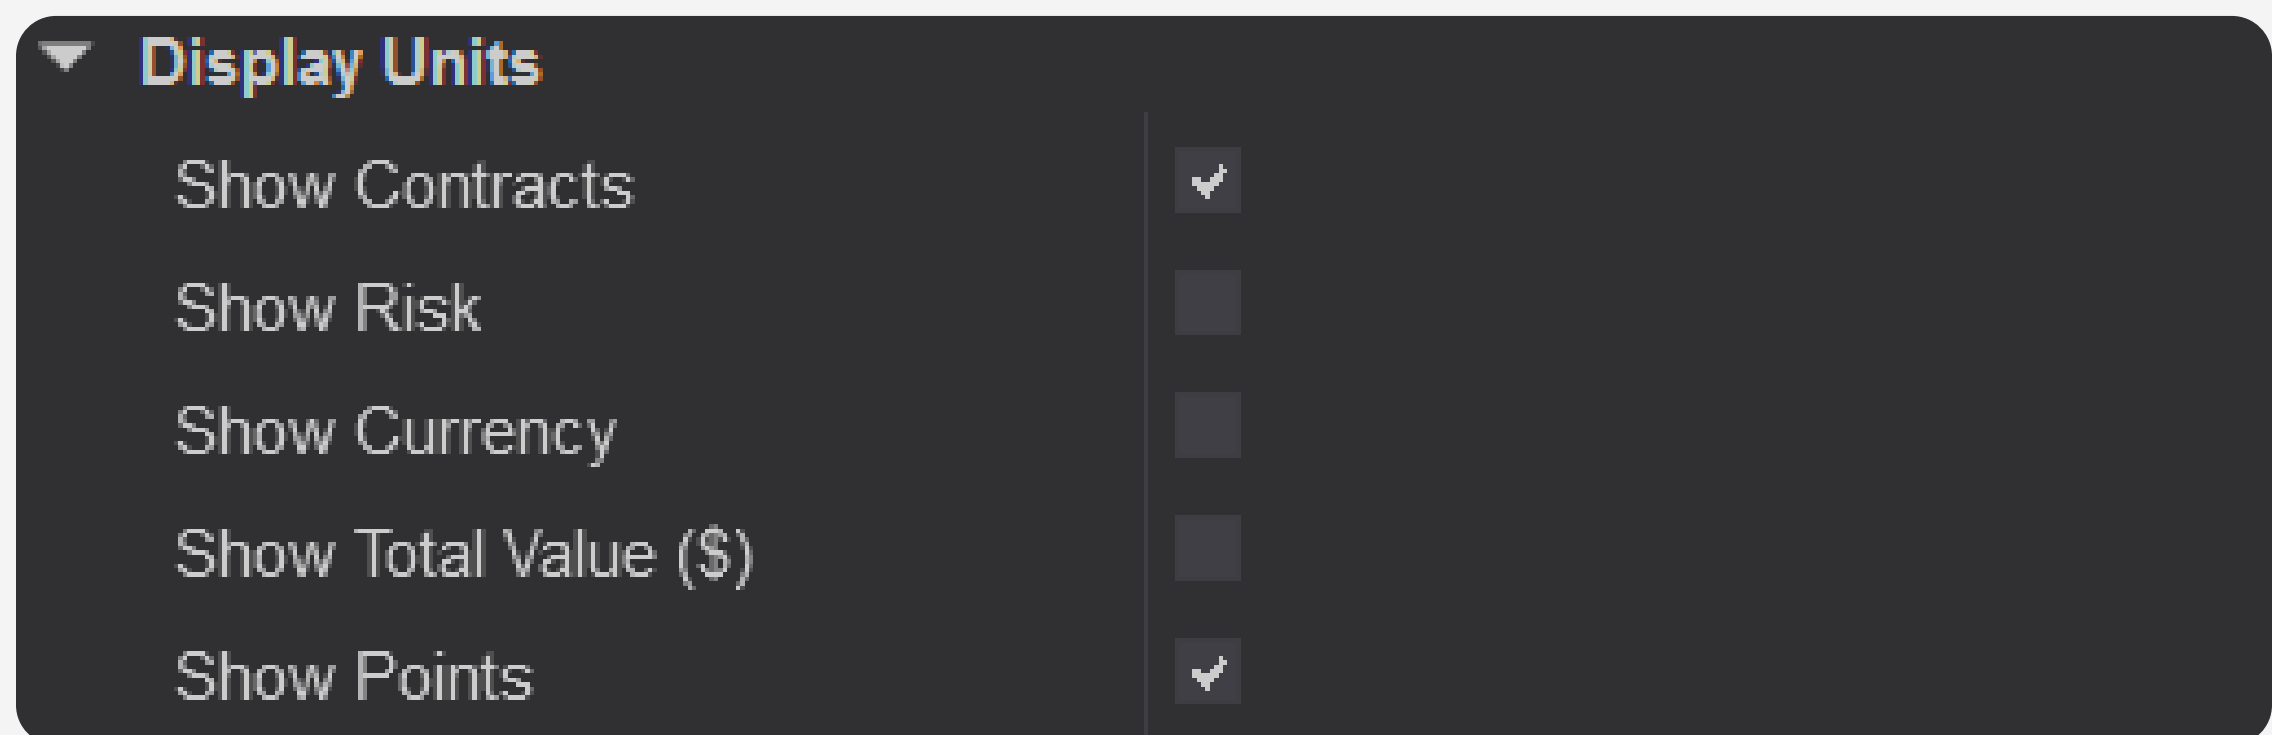 Display Units
Show Contracts
Show Risk
Show Currency
Show Total Value ($)
Show Points